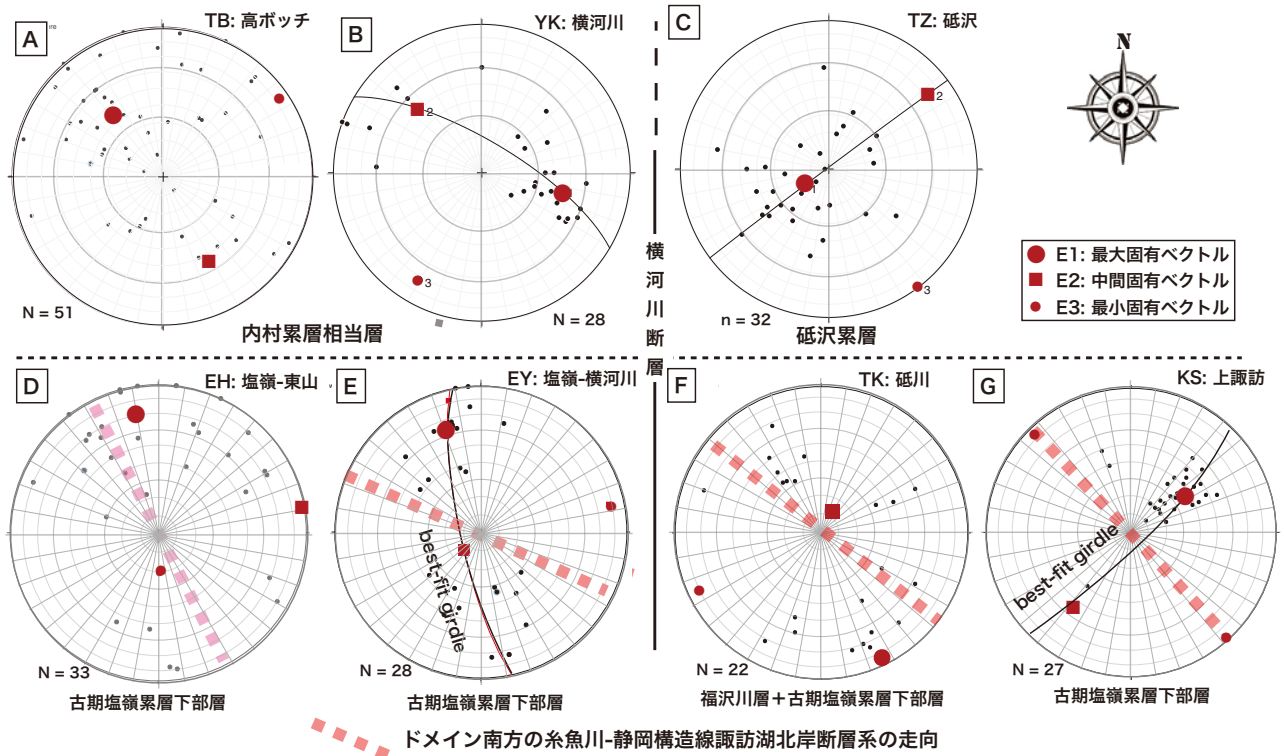 A
TB: 高ボッチ
N = 51
B
YK: 横河川
2
3
N = 28
内村累層相当層
横河川断層
C
TZ: 砥沢
2
1
3
n = 32
砥沢累層
N
E1: 最大固有ベクトル
E2: 中間固有ベクトル
E3: 最小固有ベクトル
D
EH: 塩嶺-東山
N = 33
古期塩嶺累層下部層
E
EY: 塩嶺-横河川
best-fit girdle
N = 28
古期塩嶺累層下部層
F
TK: 砥川
N = 22
福沢川層＋古期塩嶺累層下部層
G
KS: 上諏訪
best-fit girdle
N = 27
古期塩嶺累層下部層
ドメイン南方の糸魚川-静岡構造線諏訪湖北岸断層系の走向